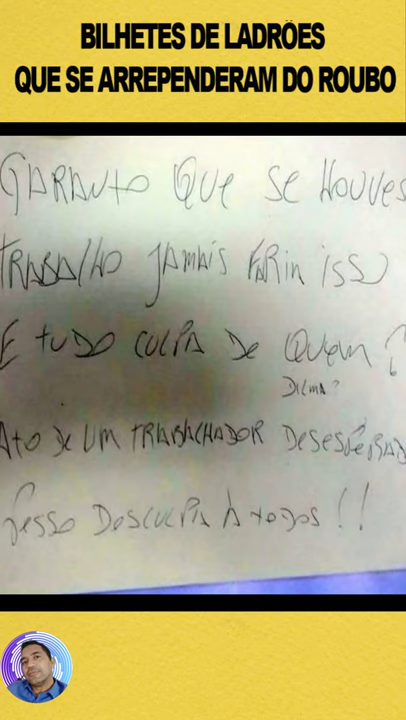 BILHETES DE LADRÕES
QUE SE ARREPENDERAM DO ROUBO
GARANTO QUE SE HOUVES
TRABALHO JAMAIS FARIA ISSO
E TUDO CULPA DE QUEM?
DILMA?
ATO DE UM TRABALHADOR DESESPERAD
PESSO DESCULPA À TODOS!!